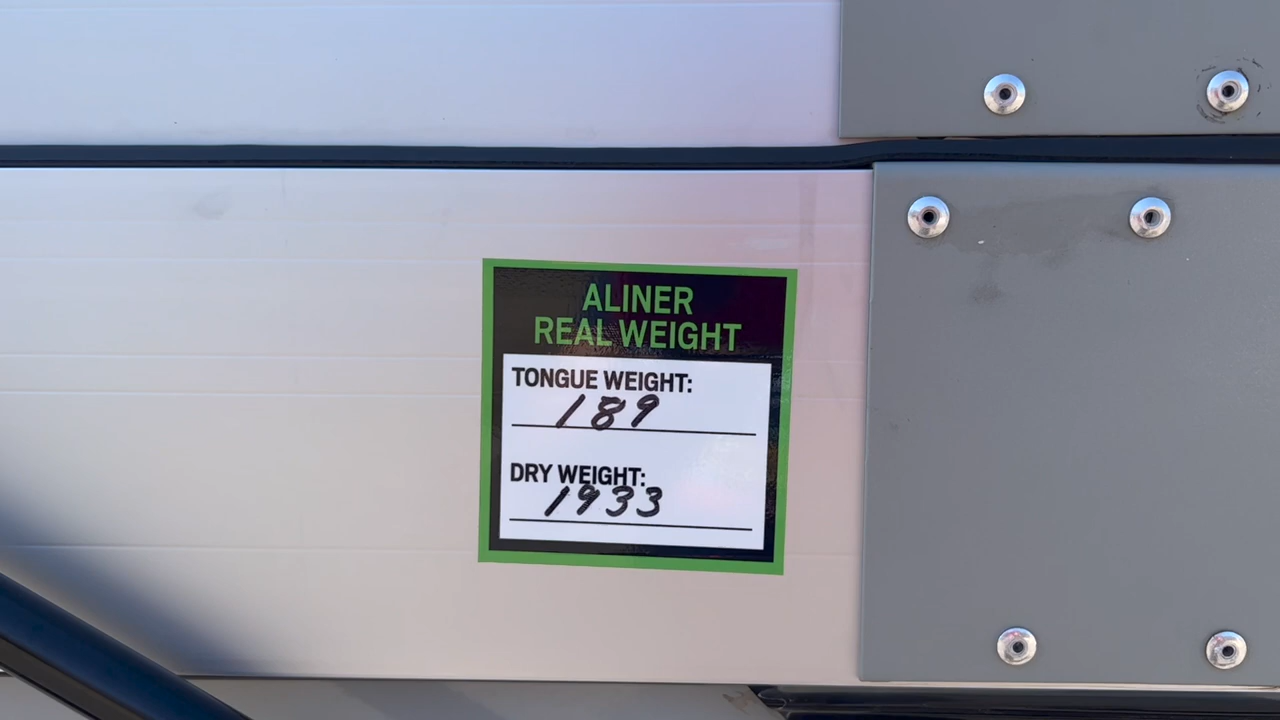 ALINER
REAL WEIGHT
TONGUE WEIGHT:
189
DRY WEIGHT:
1933